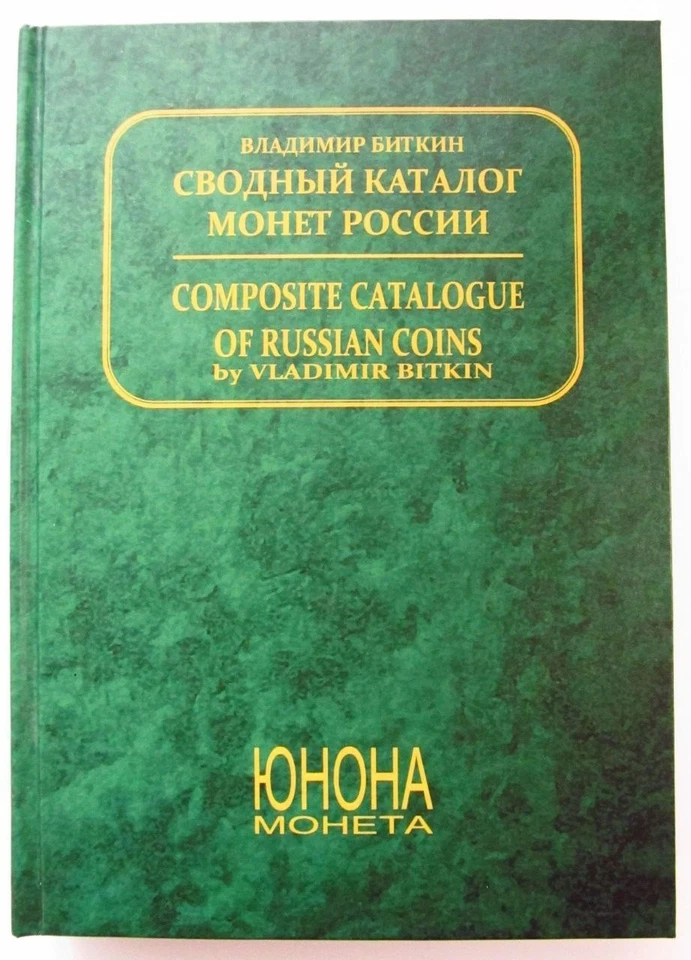 ВЛАДИМИР БИТКИН
СВОДНЫЙ КАТАЛОГ
МОНЕТ РОССИИ
COMPOSITE CATALOGUE
OF RUSSIAN COINS
by VLADIMIR BITKIN
ЮНОНА
МОНЕТА